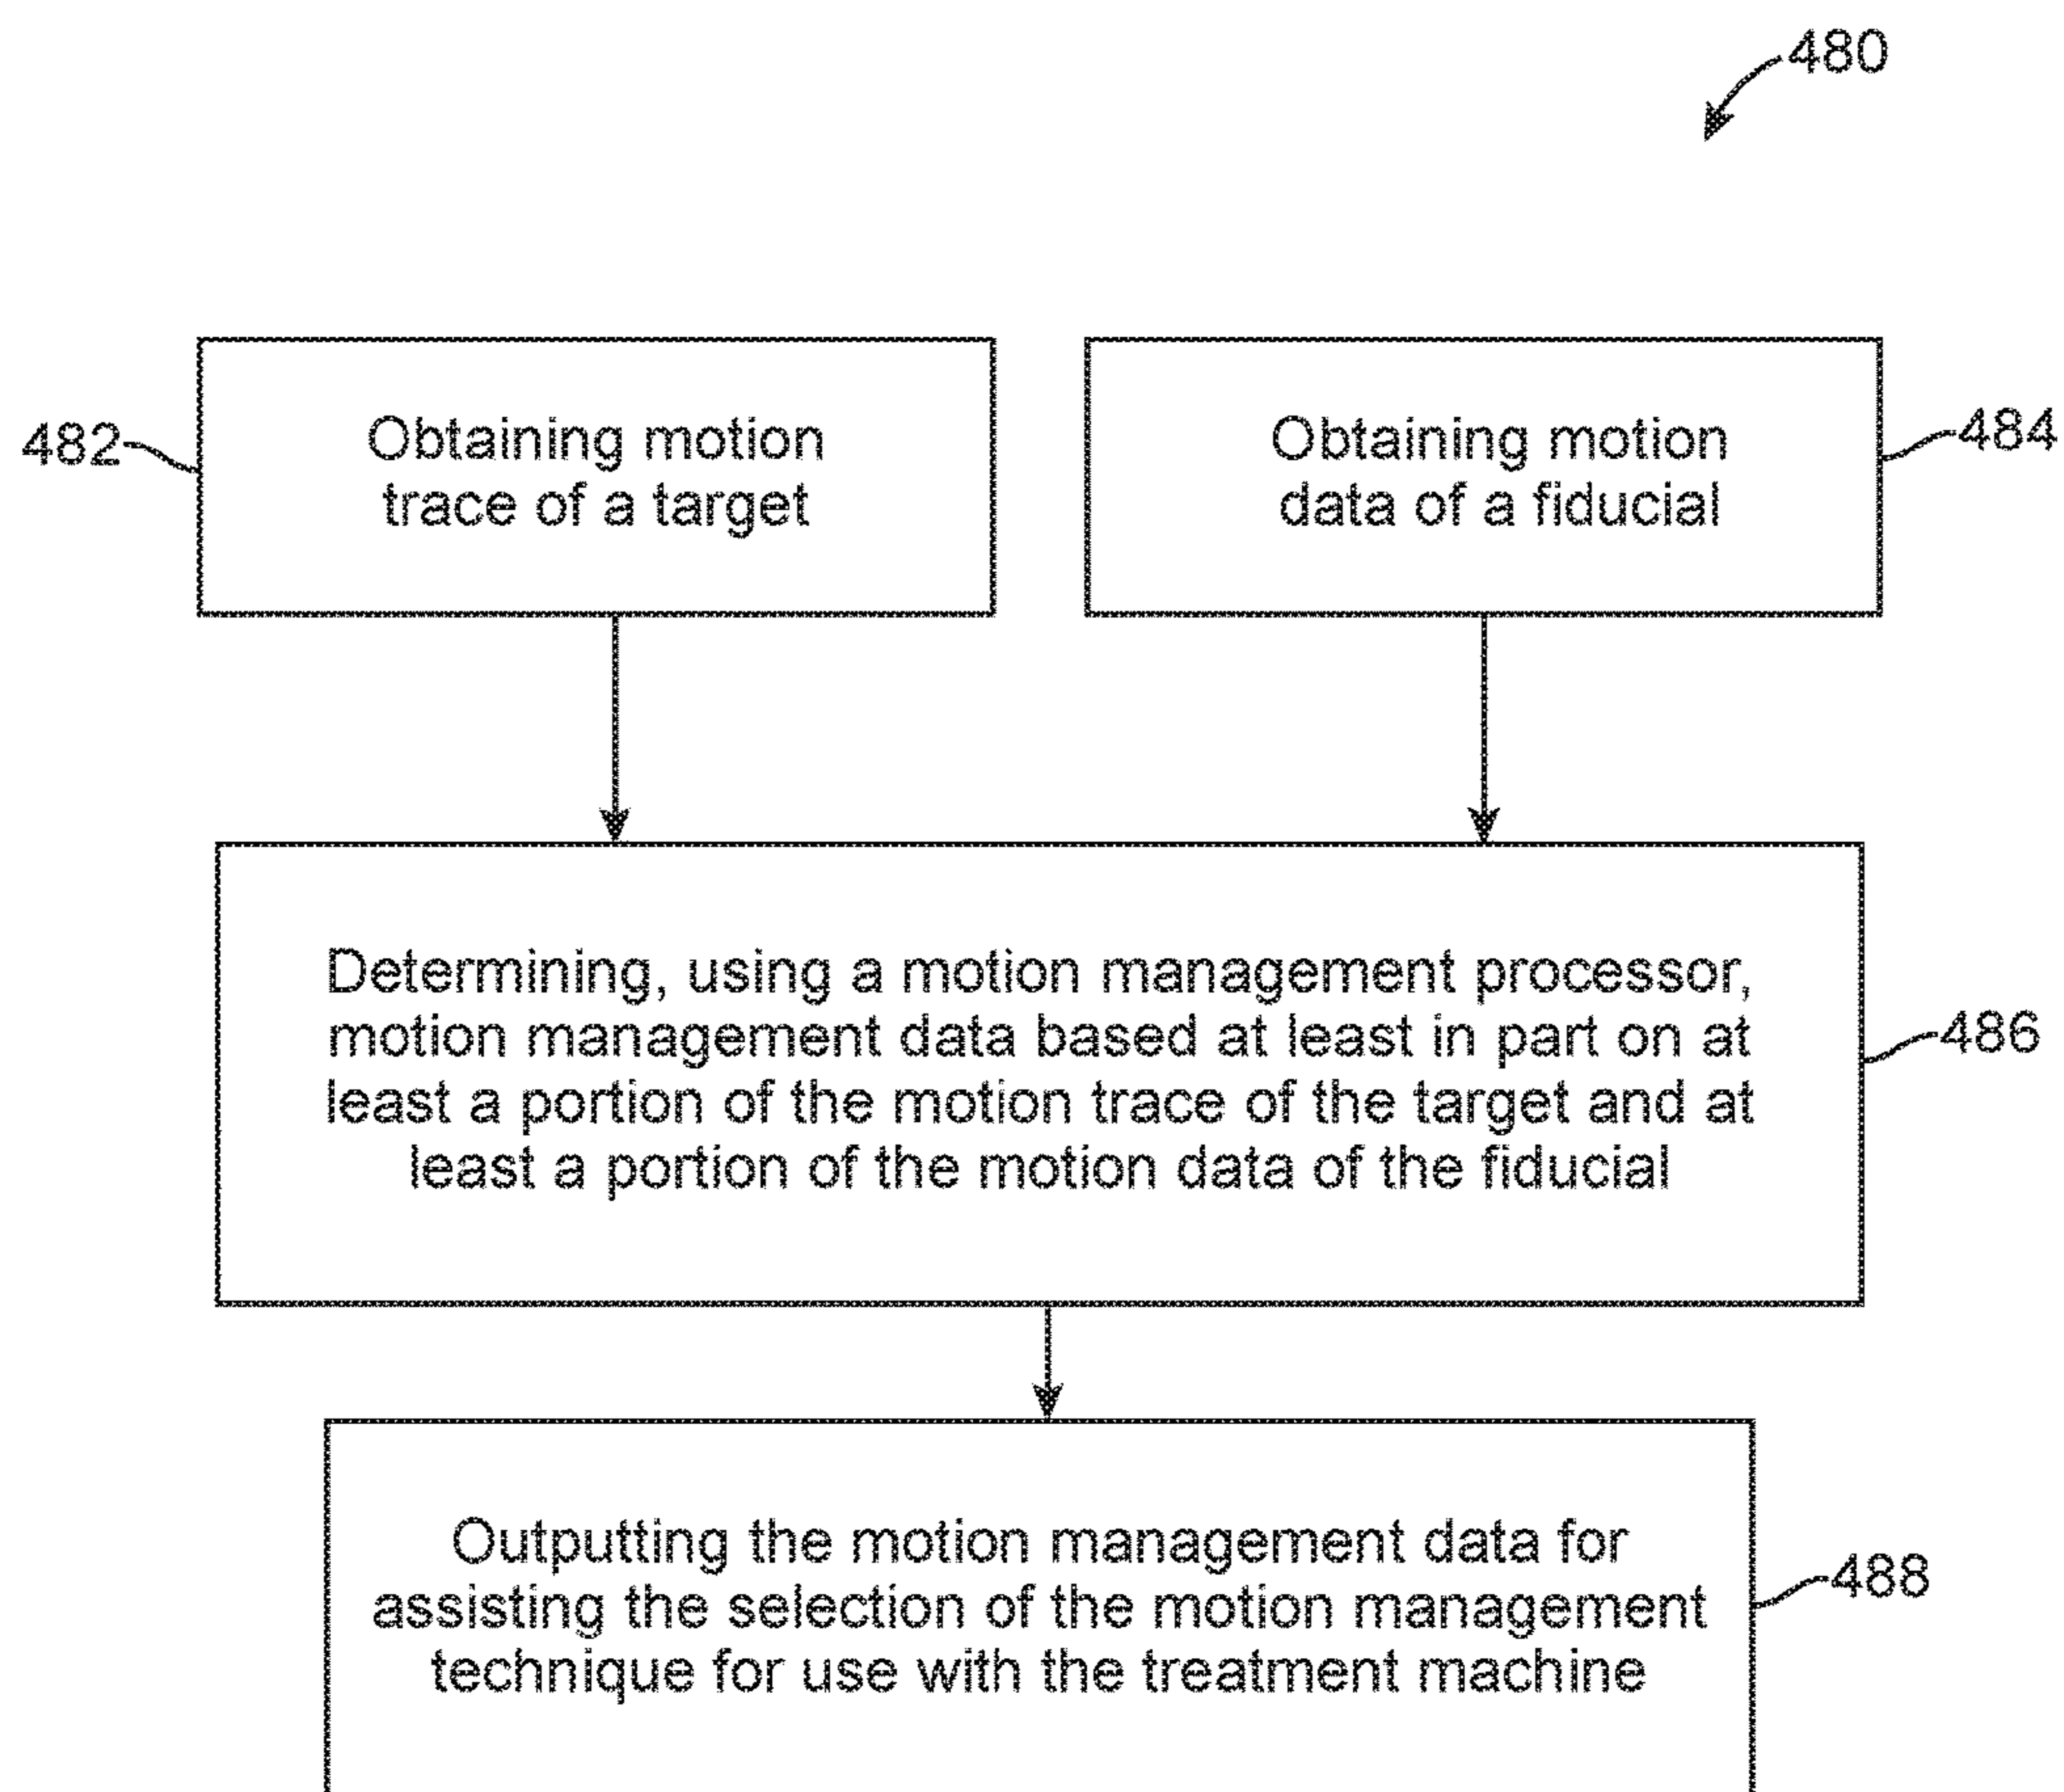 480
482
Obtaining motion
trace of a target
Obtaining motion
data of a fiducial
484
Determining, using a motion management processor,
motion management data based at least in part on at
least a portion of the motion trace of the target and at
least a portion of the motion data of the fiducial
486
Outputting the motion management data for
assisting the selection of the motion management
technique for use with the treatment machine
488